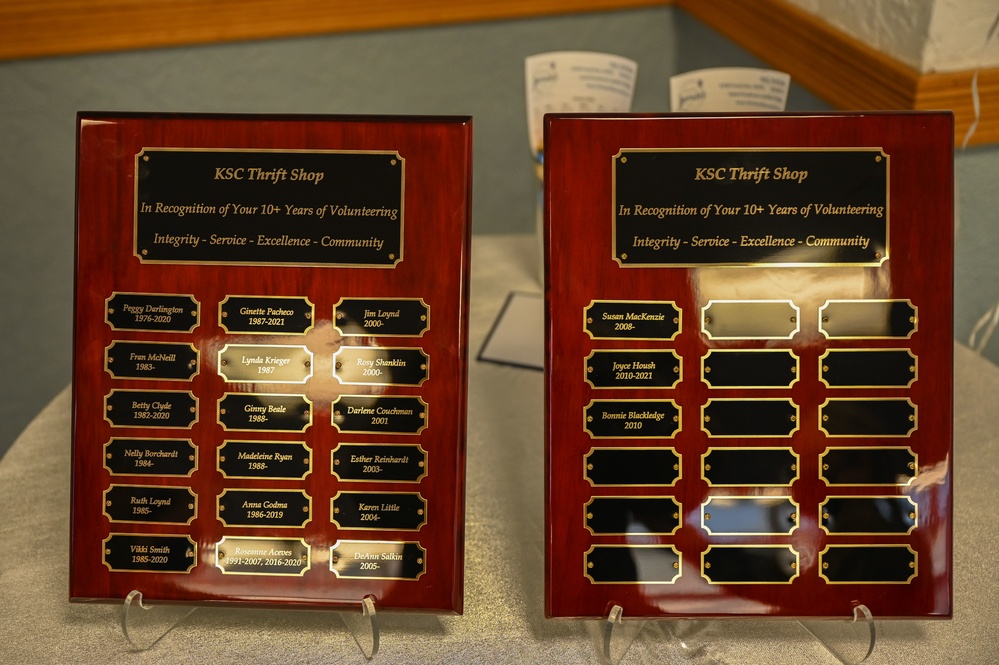 KSC Thrift Shop
In Recognition of Your 10+ Years of Volunteering
Integrity - Service - Excellence - Community
Peggy Darlington
1976-2020
Ginette Pacheco
1987-2021
Jim Loynd
2000-
Fran McNeill
1983-
Lynda Krieger
1987
Rosy Shanklin
2000-
Betty Clyde
1982-2020
Ginny Beale
1988-
Darlene Couchman
2001
Nelly Borchardt
1984-
Madeleine Ryan
1988-
Esther Reinhardt
2003-
Ruth Loynd
1985-
Anna Godma
1986-2019
Karen Little
2004-
Vikki Smith
1985-2020
Roseanne Aceves
1991-2007, 2016-2020
DeAnn Salkin
2005-
KSC Thrift Shop
In Recognition of Your 10+ Years of Volunteering
Integrity - Service - Excellence - Community
Susan MacKenzie
2008-
Joyce Housh
2010-2021
Bonnie Blackledge
2010